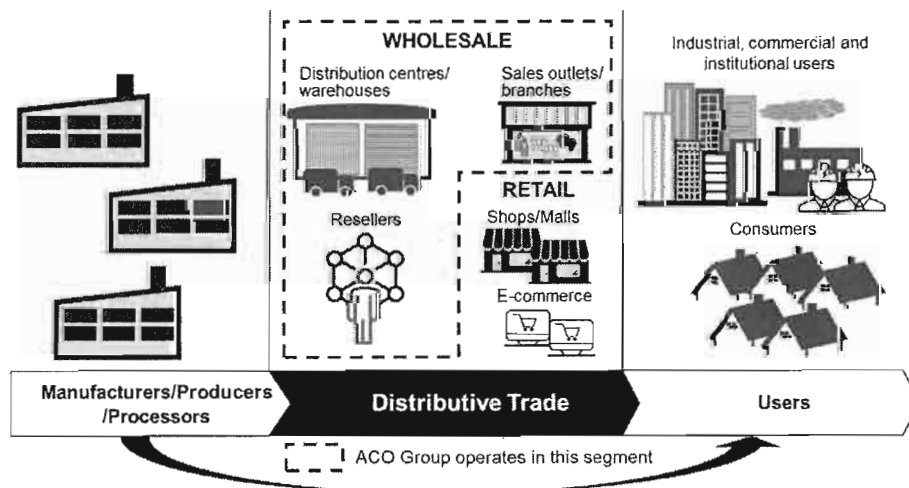 WHOLESALE
Distribution centres/
warehouses
Sales outlets/
branches
Resellers
RETAIL
Shops/Malls
E-commerce
Industrial, commercial and
institutional users
Consumers
Manufacturers/Producers
/Processors
Distributive Trade
Users
ACO Group operates in this segment